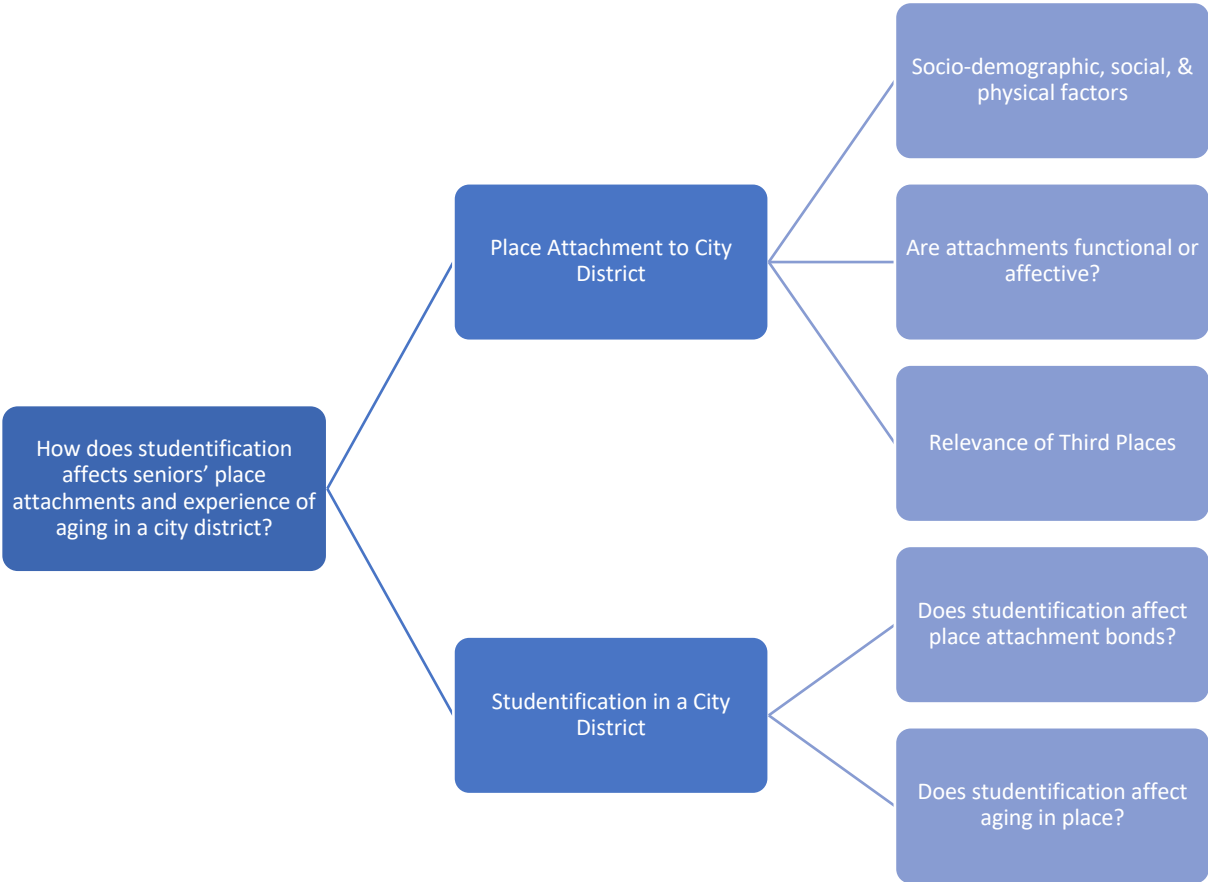 How does studentification
affects seniors’ place
attachments and experience of
aging in a city district?
Place Attachment to City
District
Socio-demographic, social, &
physical factors
Are attachments functional or
affective?
Relevance of Third Places
Studentification in a City
District
Does studentification affect
place attachment bonds?
Does studentification affect
aging in place?